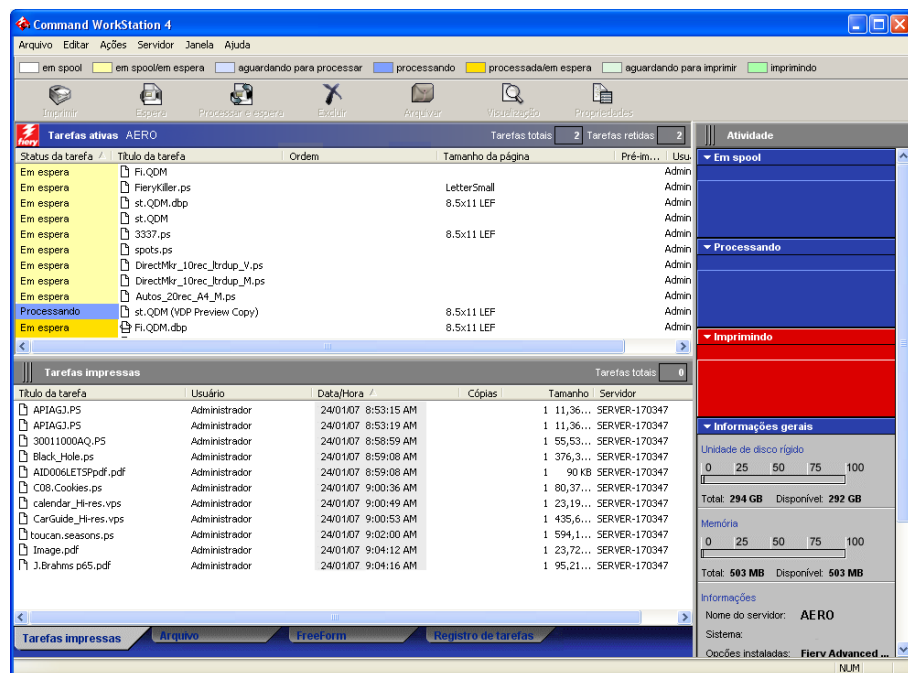 Command WorkStation 4
Arquivo Editar Ações Servidor Janela Ajuda
em spool em spool/em espera aguardando para processar processando processada/em espera aguardando para imprimir imprimindo
Imprimir Espera Processar e espera Excluir Arquivar Visualização Propriedades
fiery Tarefas ativas AERO Tarefas totais 2 Tarefas retidas 2
Status da tarefa Título da tarefa Ordem Tamanho da página Pré-im... Usu
Em espera Fi.QDM Admin
Em espera FieryKiller.ps LetterSmall Admin
Em espera st.QDM.dbp 8.5x11 LEF Admin
Em espera st.QDM Admin
Em espera 3337.ps 8.5x11 LEF Admin
Em espera spots.ps Admin
Em espera DirectMkr_10rec_ltrdup_V.ps Admin
Em espera DirectMkr_10rec_ltrdup_M.ps Admin
Em espera Autos_20rec_A4_M.ps Admin
Processando st.QDM (VDP Preview Copy) 8.5x11 LEF Admin
Em espera Fi.QDM.dbp 8.5x11 LEF Admin
Tarefas impressas Tarefas totais 0
Título da tarefa Usuário Data/Hora Cópias Tamanho Servidor
APIAGJ.PS Administrador 24/01/07 8:53:15 AM 1 11,36... SERVER-170347
APIAGJ.PS Administrador 24/01/07 8:53:19 AM 1 11,36... SERVER-170347
30011000AQ.PS Administrador 24/01/07 8:58:59 AM 1 55,53... SERVER-170347
Black_Hole.ps Administrador 24/01/07 8:59:08 AM 1 376,3... SERVER-170347
AID006LETSPpdf.pdf Administrador 24/01/07 8:59:08 AM 1 90 KB SERVER-170347
C08.Cookies.ps Administrador 24/01/07 9:00:36 AM 1 80,37... SERVER-170347
calendar_Hi-res.vps Administrador 24/01/07 9:00:49 AM 1 23,19... SERVER-170347
CarGuide_Hi-res.vps Administrador 24/01/07 9:00:53 AM 1 435,6... SERVER-170347
toucan.seasons.ps Administrador 24/01/07 9:02:00 AM 1 594,1... SERVER-170347
Image.pdf Administrador 24/01/07 9:04:12 AM 1 23,72... SERVER-170347
J.Brahms p65.pdf Administrador 24/01/07 9:04:16 AM 1 95,21... SERVER-170347
Tarefas impressas Arquivo FreeForm Registro de tarefas
Atividade
Em spool
Processando
Imprimindo
Informações gerais
Unidade de disco rígido
0 25 50 75 100
Total: 294 GB Disponível: 292 GB
Memória
0 25 50 75 100
Total: 503 MB Disponível: 503 MB
Informações
Nome do servidor: AERO
Sistema:
Opções instaladas: Fiery Advanced ...
NUM